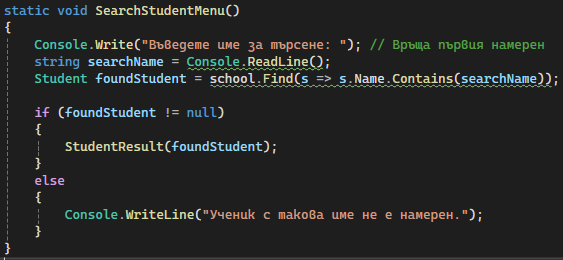 static void SearchStudentMenu()
{
    Console.Write("Въведете име за търсене: "); // Връща първия намерен
    string searchName = Console.ReadLine();
    Student foundStudent = school.Find(s => s.Name.Contains(searchName));
    if (foundStudent != null)
    {
        StudentResult(foundStudent);
    }
    else
    {
        Console.WriteLine("Ученик с такова име не е намерен.");
    }
}